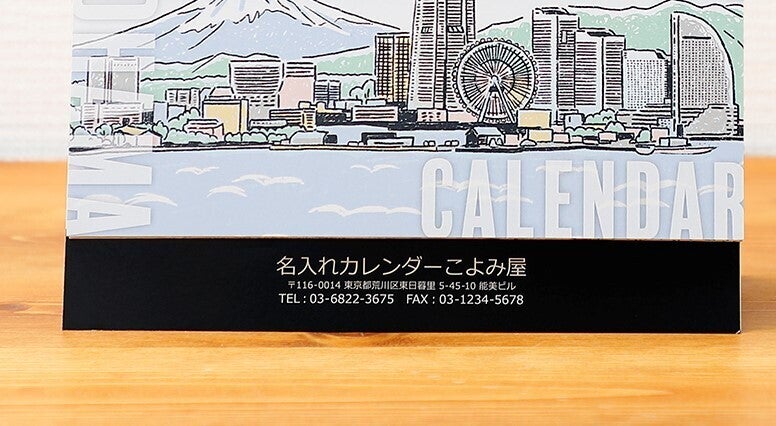 HAMA
CALENDAR
名入れカレンダーこよみ屋
〒116-0014 東京都荒川区東日暮里 5-45-10 能美ビル
TEL：03-6822-3675 FAX：03-1234-5678